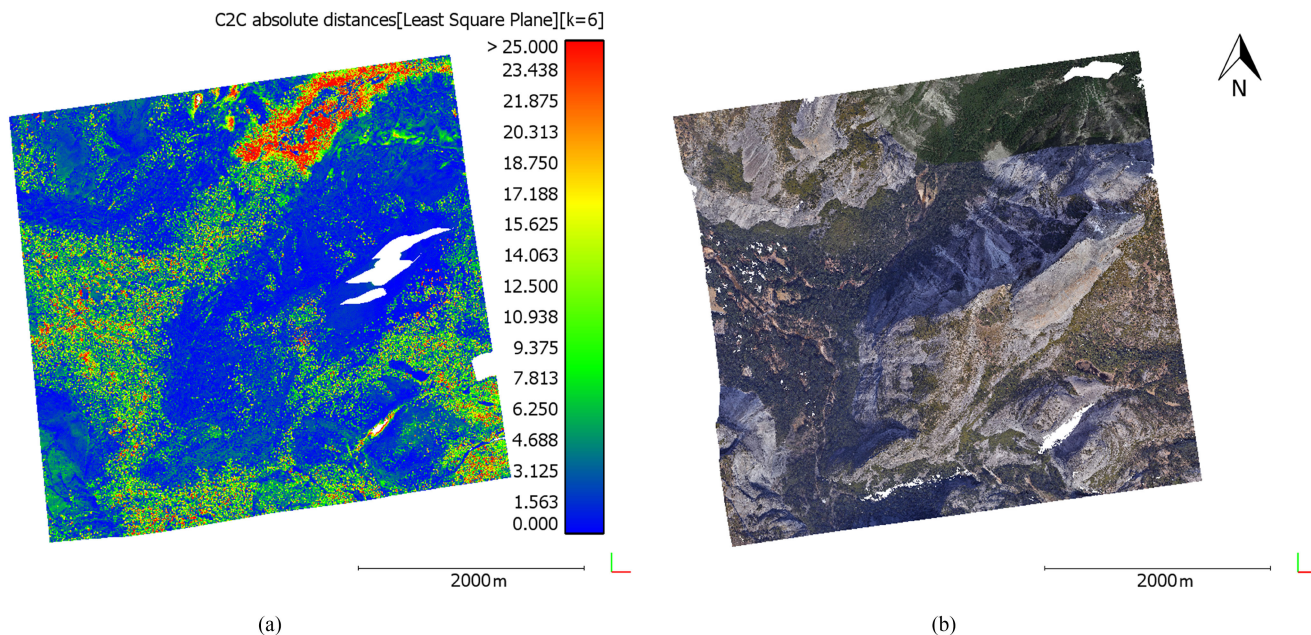 C2C absolute distances[Least Square Plane][k=6]
> 25.000
23.438
21.875
20.313
18.750
17.188
15.625
14.063
12.500
10.938
9.375
7.813
6.250
4.688
3.125
1.563
0.000
2000m
(a)
N
2000m
(b)